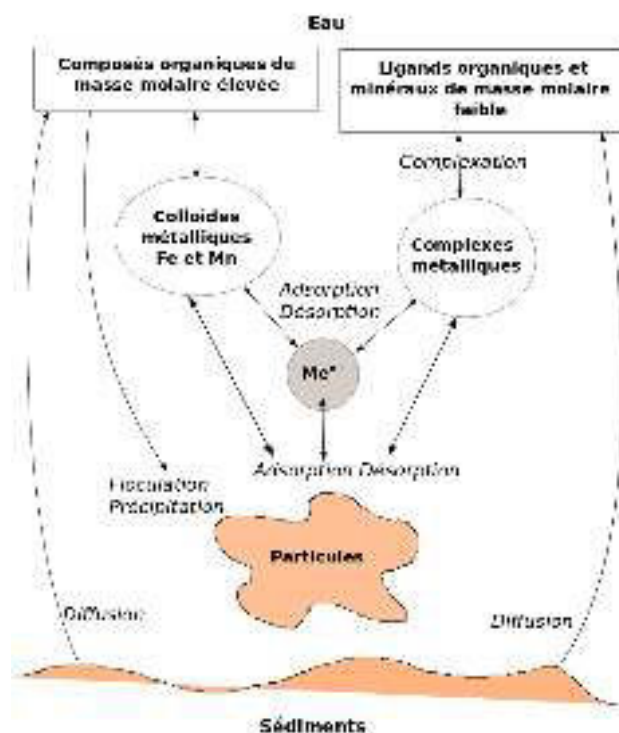 Eau
Composés organiques de
masse molaire élevée
Ligands organiques et
minéraux de masse molaire
faible
Complexation
Colloïdes
métalliques
Fe et Mn
Complexes
métalliques
Adsorption
Désorption
Me°
Adsorption Désorption
Floculation
Précipitation
Particules
Diffusion
Diffusion
Sédiments